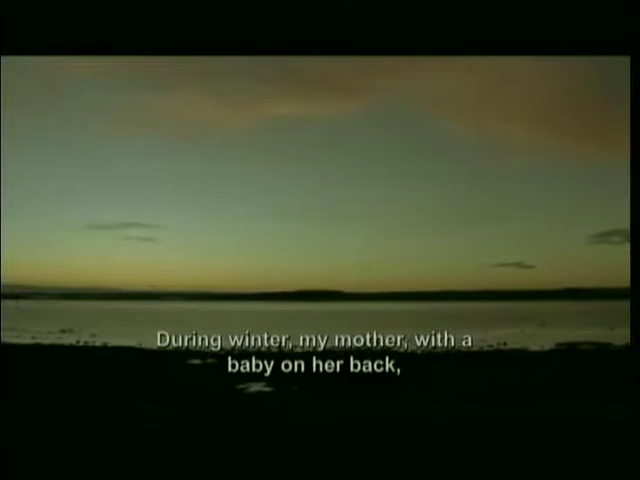 During winter, my mother, with a
baby on her back,